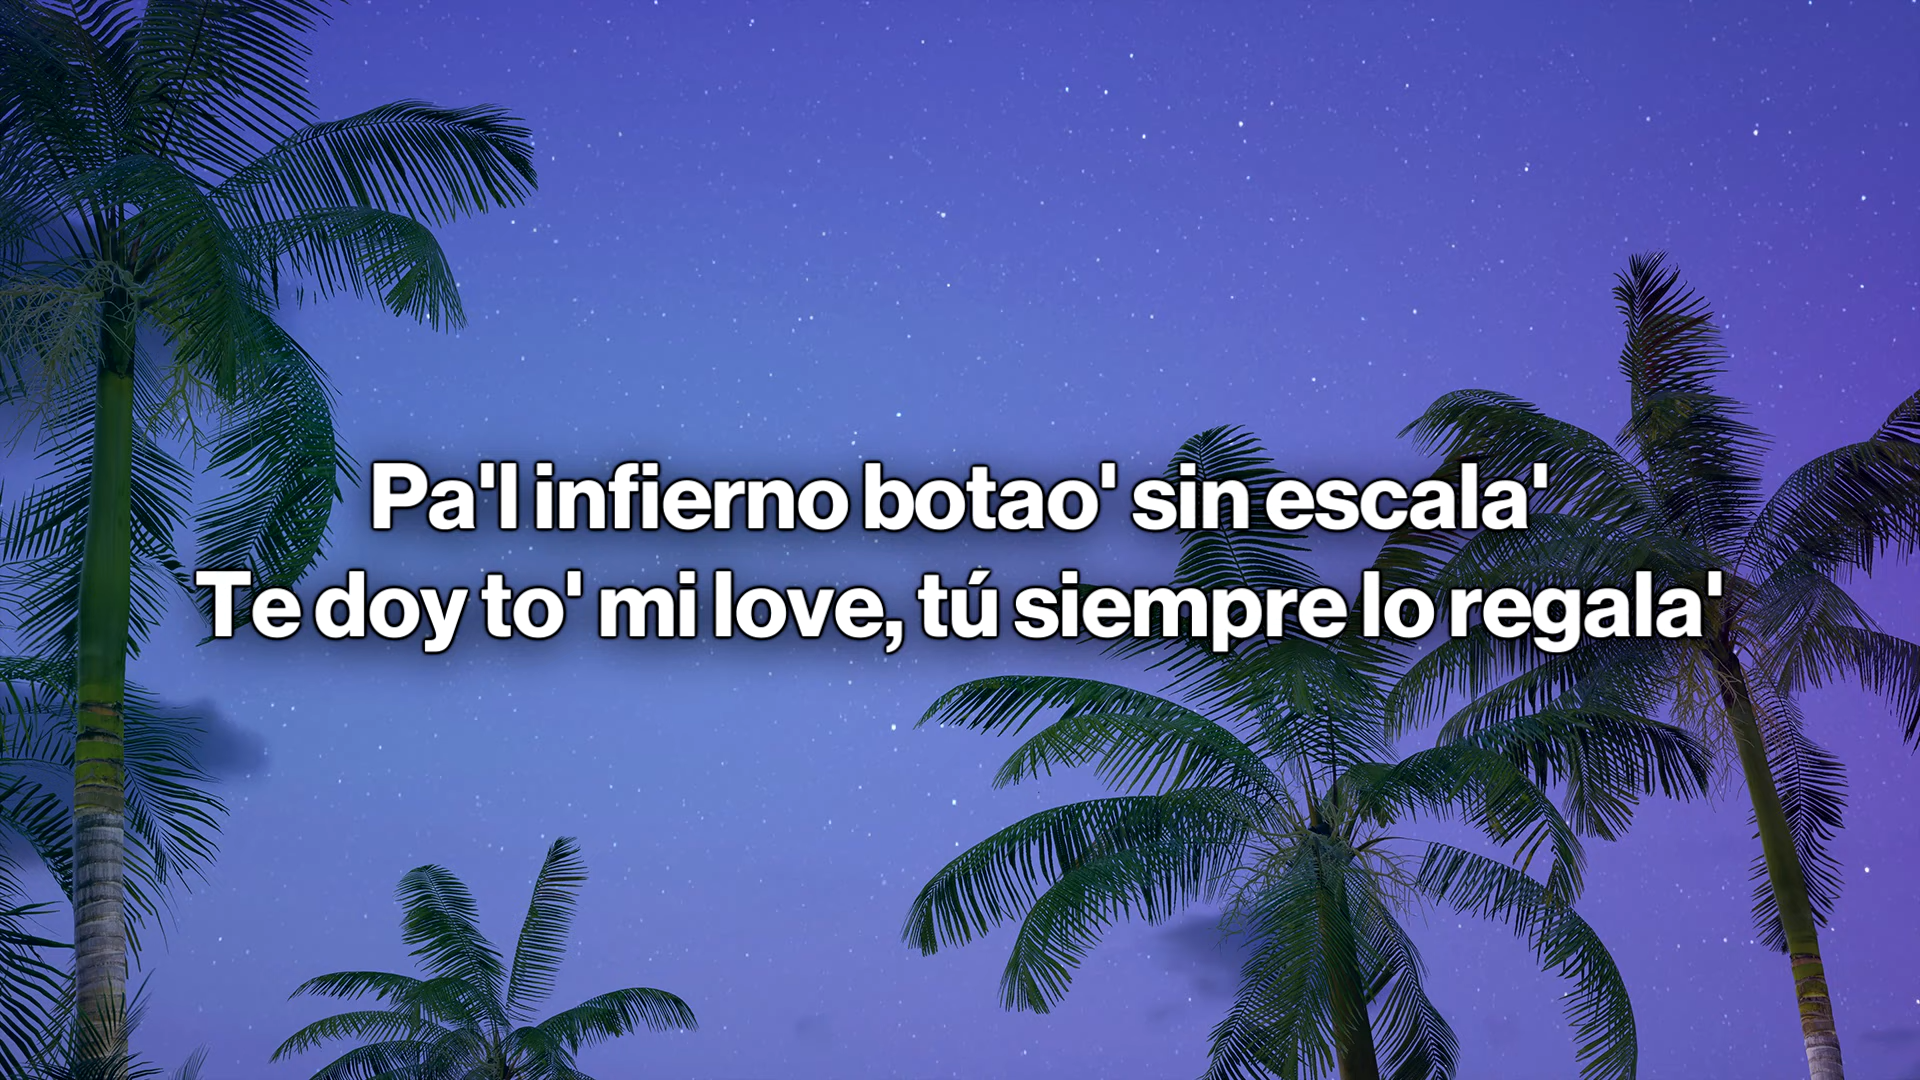 Pa'l infierno botao' sin escala'
Te doy to' mi love, tú siempre lo regala'